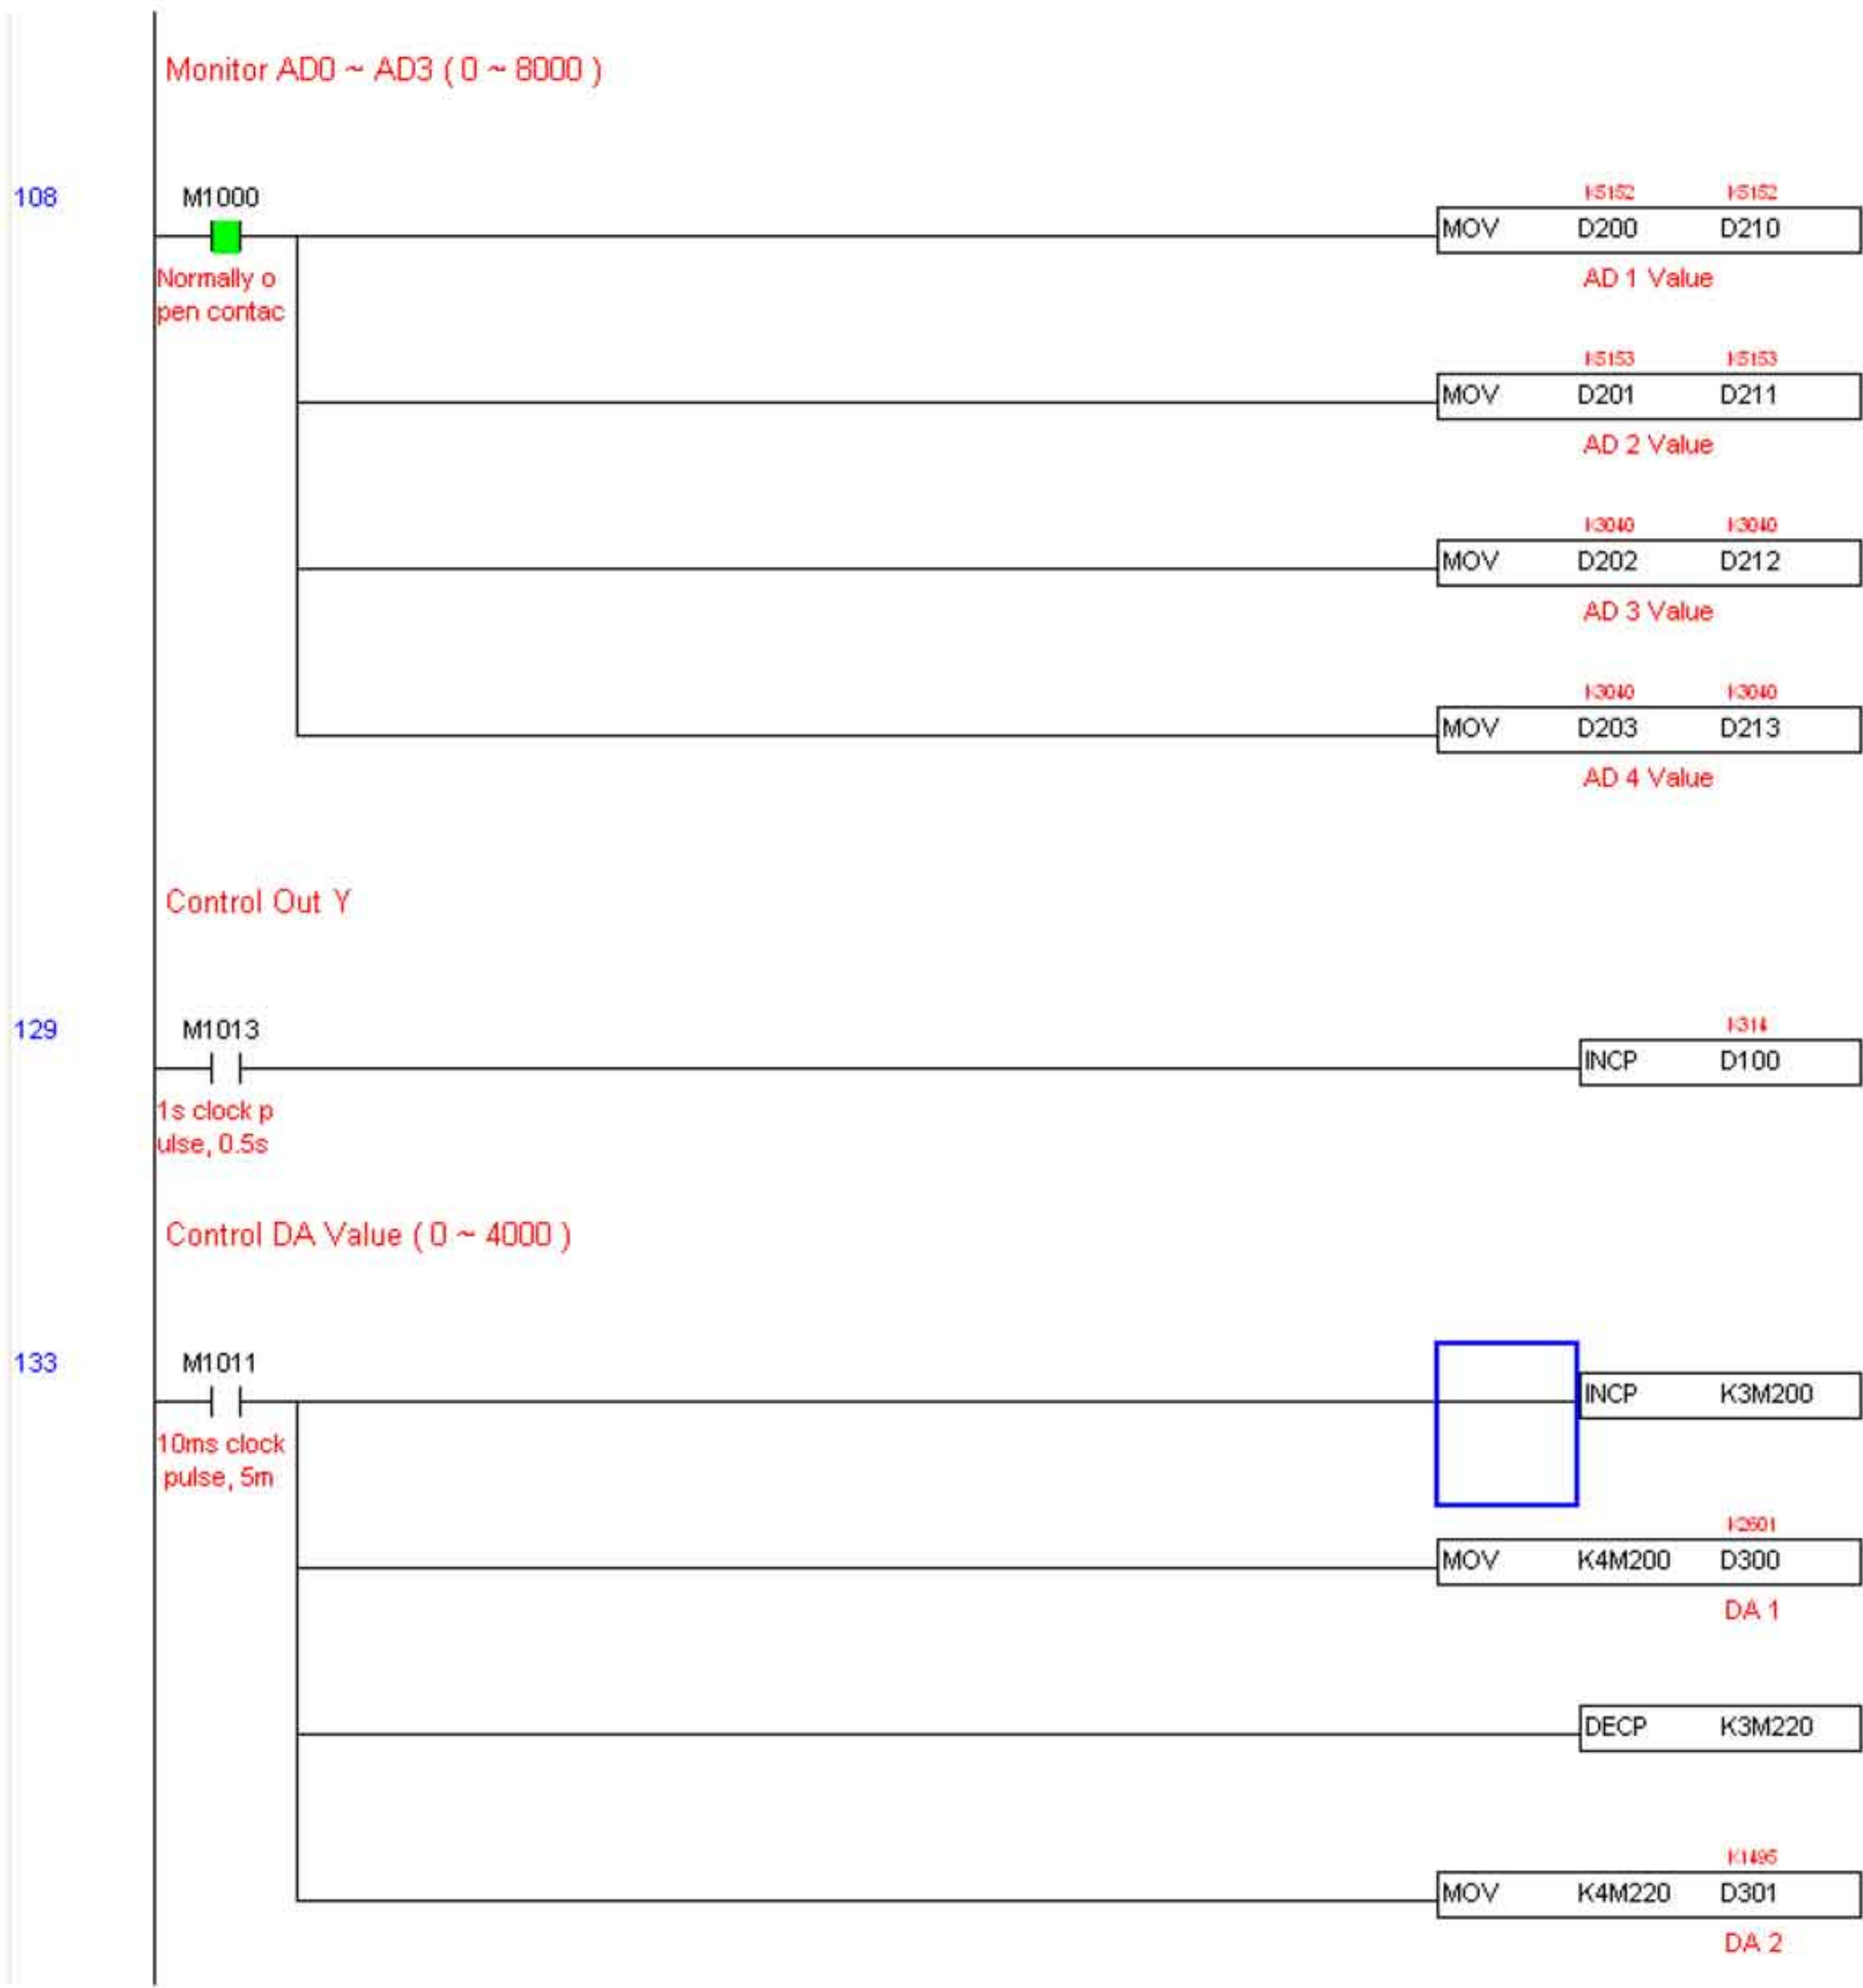 Monitor AD0 ~ AD3 ( 0 ~ 8000 )
108
M1000
Normally o
pen contac
K5152 K5152
MOV D200 D210
AD 1 Value
K5153 K5153
MOV D201 D211
AD 2 Value
K3040 K3040
MOV D202 D212
AD 3 Value
K3040 K3040
MOV D203 D213
AD 4 Value
Control Out Y
129
M1013
1s clock p
ulse, 0.5s
K314
INCP D100
Control DA Value ( 0 ~ 4000 )
133
M1011
10ms clock
pulse, 5m
INCP K3M200
K2601
MOV K4M200 D300
DA 1
DECP K3M220
K1495
MOV K4M220 D301
DA 2